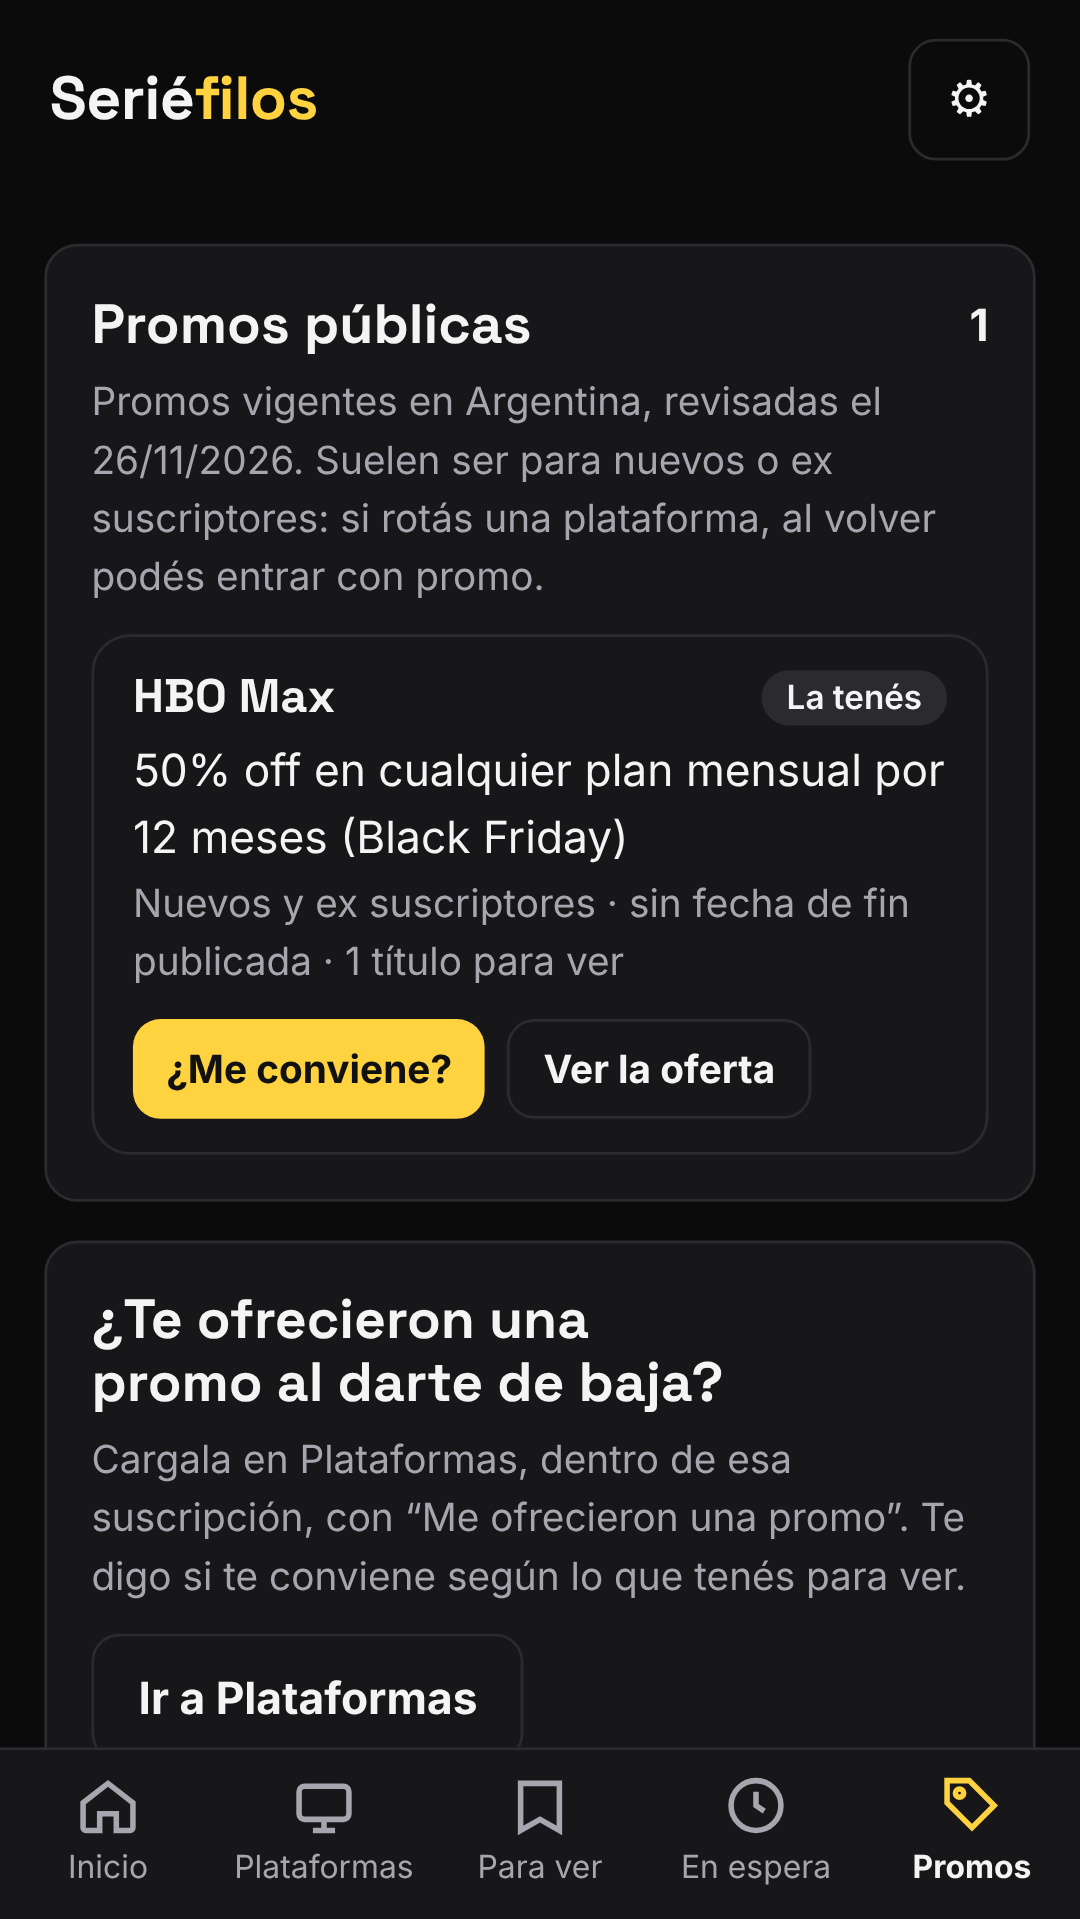 Seriéfilos
Promos públicas
1
Promos vigentes en Argentina, revisadas el
26/11/2026. Suelen ser para nuevos o ex
suscriptores: si rotás una plataforma, al volver
podés entrar con promo.
HBO Max
La tenés
50% off en cualquier plan mensual por
12 meses (Black Friday)
Nuevos y ex suscriptores · sin fecha de fin
publicada · 1 título para ver
¿Me conviene?
Ver la oferta
¿Te ofrecieron una
promo al darte de baja?
Cargala en Plataformas, dentro de esa
suscripción, con “Me ofrecieron una promo”. Te
digo si te conviene según lo que tenés para ver.
Ir a Plataformas
Inicio
Plataformas
Para ver
En espera
Promos